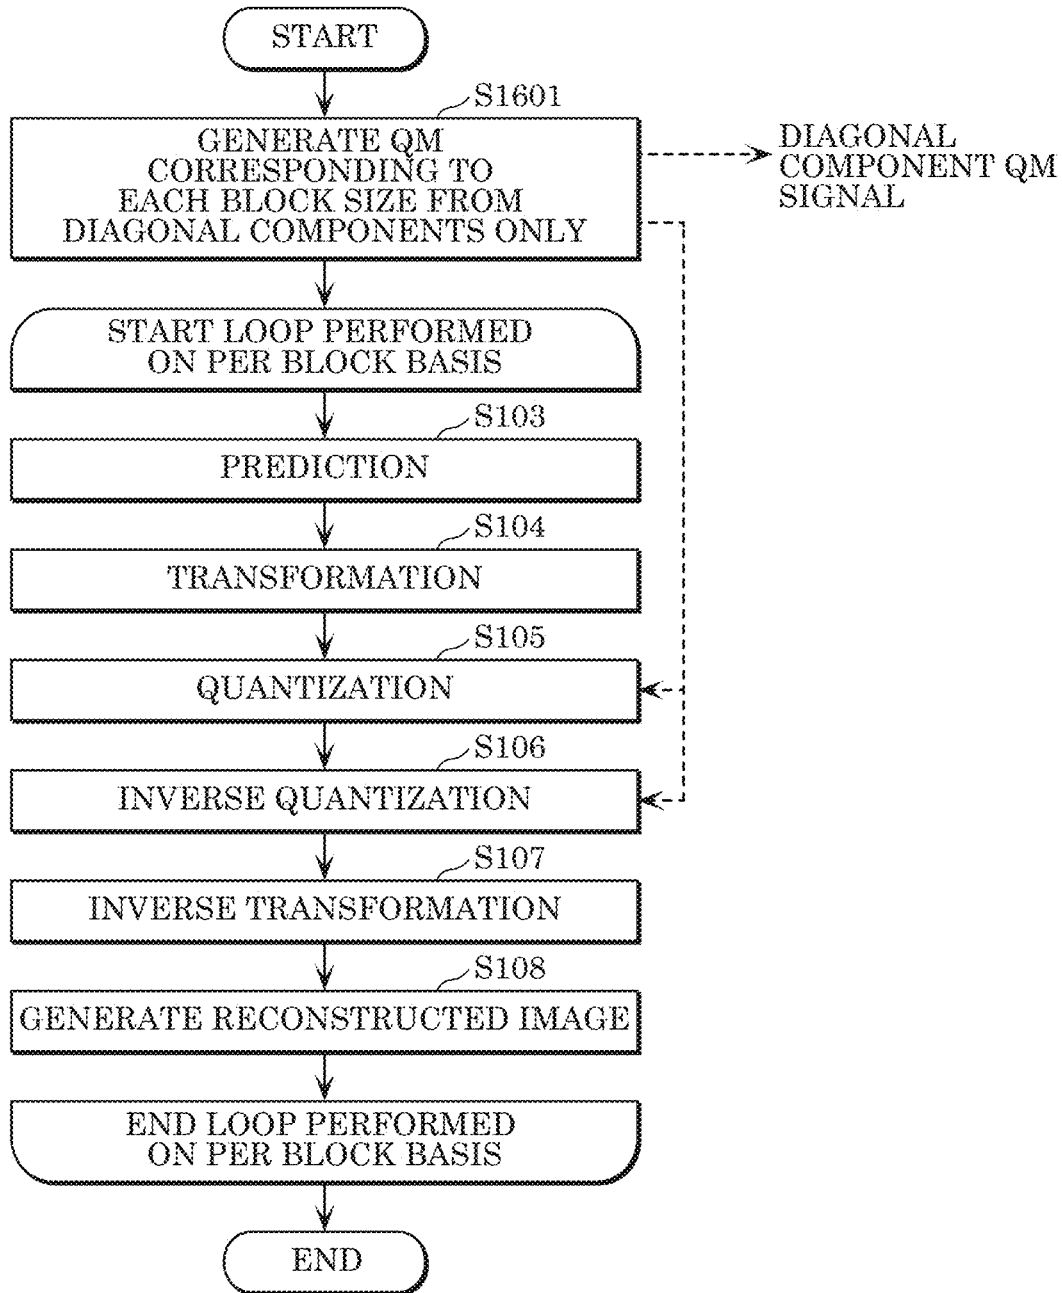 START
S1601
GENERATE QM
CORRESPONDING TO
EACH BLOCK SIZE FROM
DIAGONAL COMPONENTS ONLY
DIAGONAL
COMPONENT QM
SIGNAL
START LOOP PERFORMED
ON PER BLOCK BASIS
S103
PREDICTION
S104
TRANSFORMATION
S105
QUANTIZATION
S106
INVERSE QUANTIZATION
S107
INVERSE TRANSFORMATION
S108
GENERATE RECONSTRUCTED IMAGE
END LOOP PERFORMED
ON PER BLOCK BASIS
END